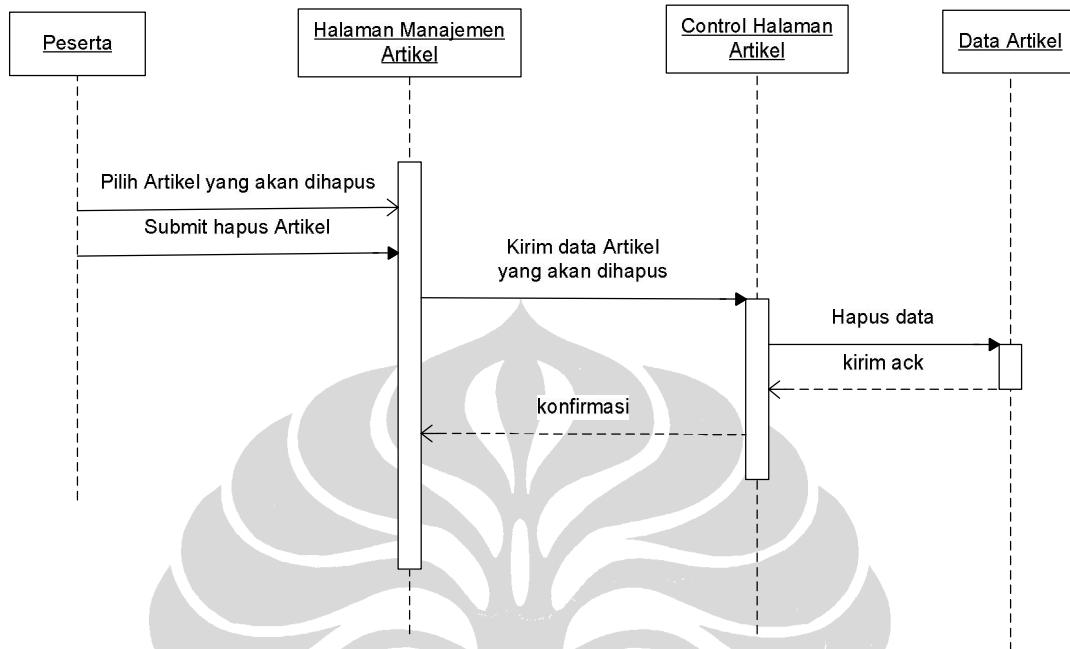 Peserta
Halaman Manajemen
Artikel
Control Halaman
Artikel
Data Artikel
Pilih Artikel yang akan dihapus
Submit hapus Artikel
Kirim data Artikel
yang akan dihapus
Hapus data
kirim ack
konfirmasi